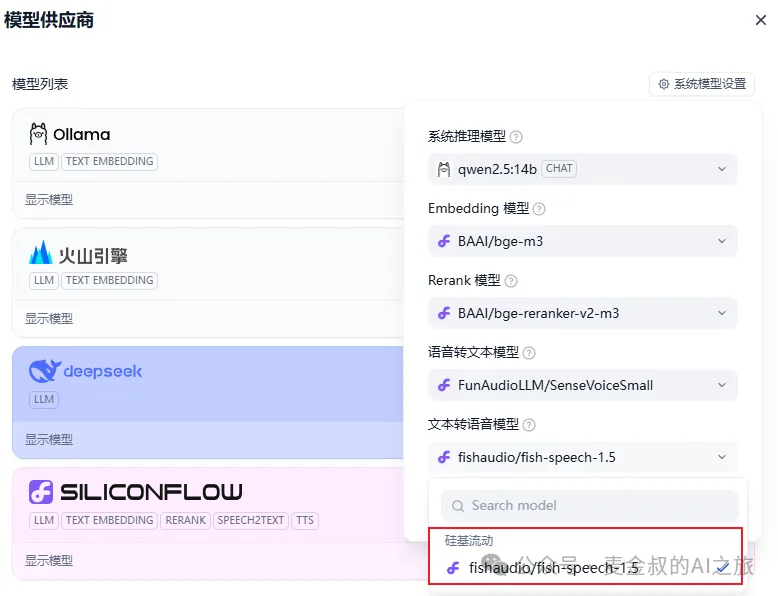 模型供应商
模型列表
系统模型设置
Ollama
LLM TEXT EMBEDDING
显示模型
火山引擎
LLM TEXT EMBEDDING
显示模型
deepseek
LLM
显示模型
SILICONFLOW
LLM TEXT EMBEDDING RERANK SPEECH2TEXT TTS
显示模型
系统推理模型
qwen2.5:14b CHAT
Embedding 模型
BAAI/bge-m3
Rerank 模型
BAAI/bge-reranker-v2-m3
语音转文本模型
FunAudioLLM/SenseVoiceSmall
文本转语音模型
fishaudio/fish-speech-1.5
Search model
硅基流动
fishaudio/fish-speech-1.5
公众号 麦金叔的AI之旅